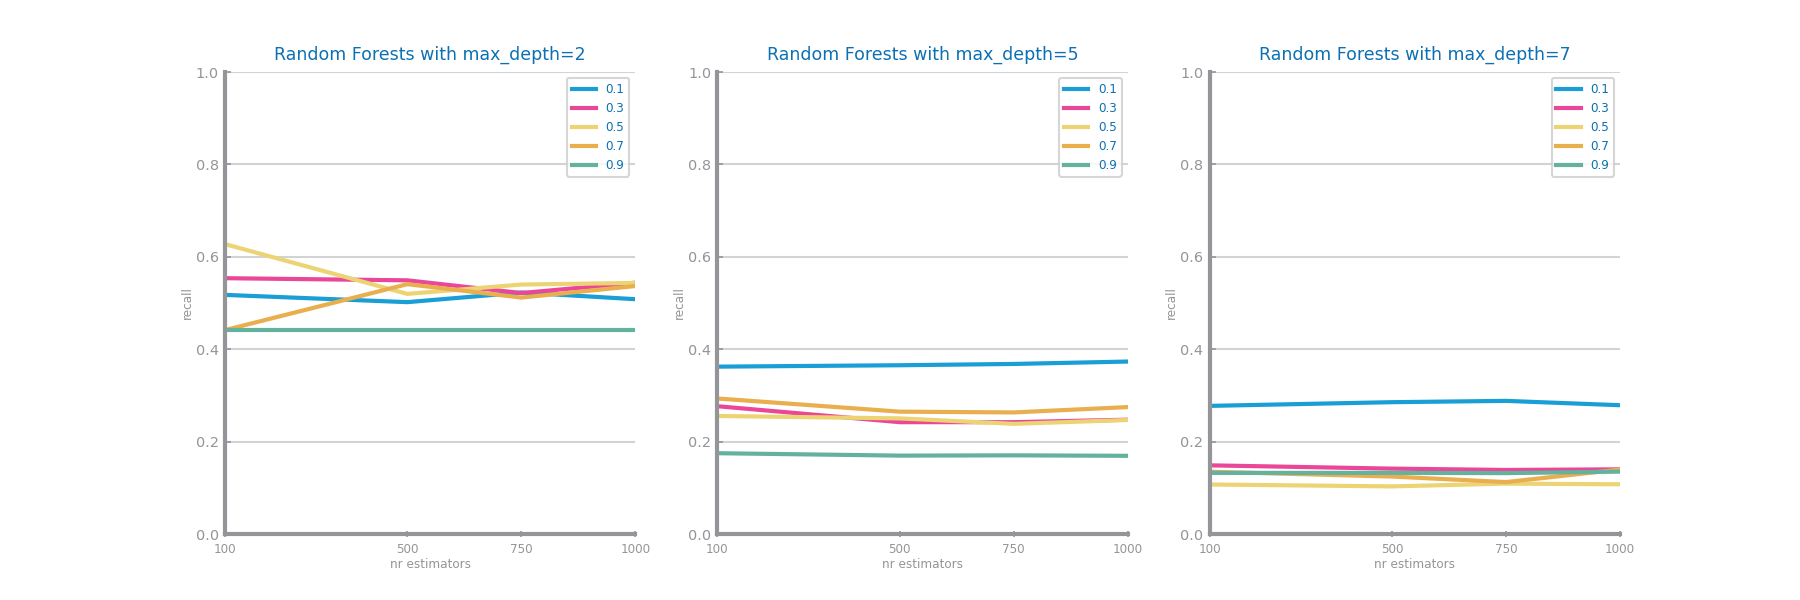 Random Forests with max_depth=2
1.0
0.8
0.6
0.4
0.2
0.0
recall
0.1
0.3
0.5
0.7
0.9
100 500 750 1000
nr estimators
Random Forests with max_depth=5
1.0
0.8
0.6
0.4
0.2
0.0
recall
0.1
0.3
0.5
0.7
0.9
100 500 750 1000
nr estimators
Random Forests with max_depth=7
1.0
0.8
0.6
0.4
0.2
0.0
recall
0.1
0.3
0.5
0.7
0.9
100 500 750 1000
nr estimators